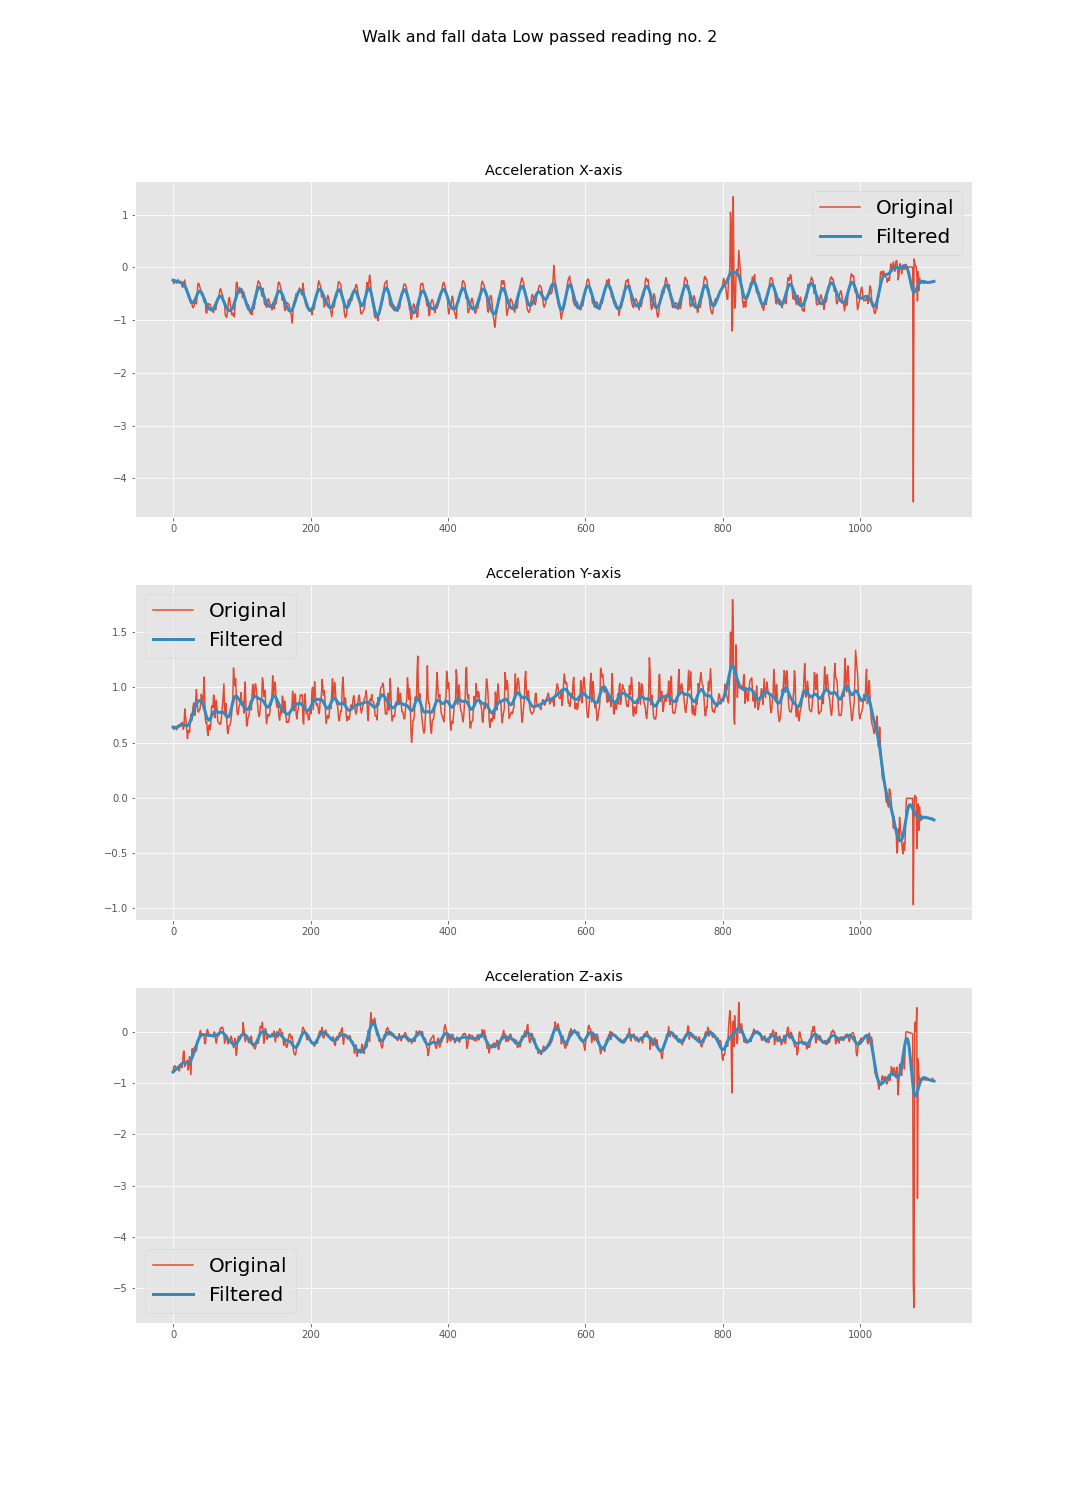 Walk and fall data Low passed reading no. 2
Acceleration X-axis
Original
Filtered
1
0
−1
−2
−3
−4
0 200 400 600 800 1000
Acceleration Y-axis
Original
Filtered
1.5
1.0
0.5
0.0
−0.5
−1.0
0 200 400 600 800 1000
Acceleration Z-axis
0
−1
−2
−3
−4
−5
Original
Filtered
0 200 400 600 800 1000